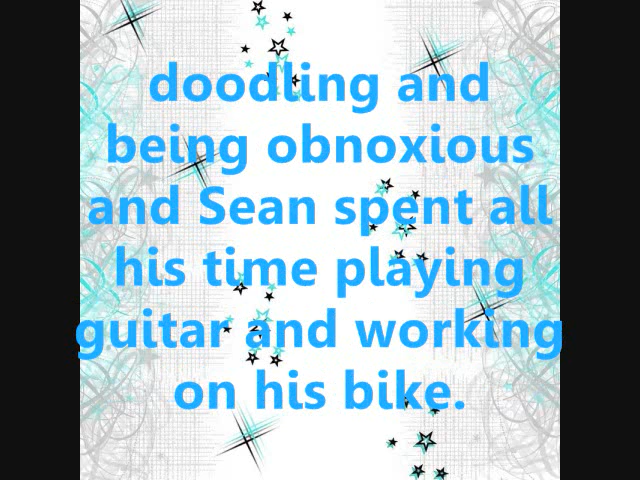 doodling and
being obnoxious
and Sean spent all
his time playing
guitar and working
on his bike.